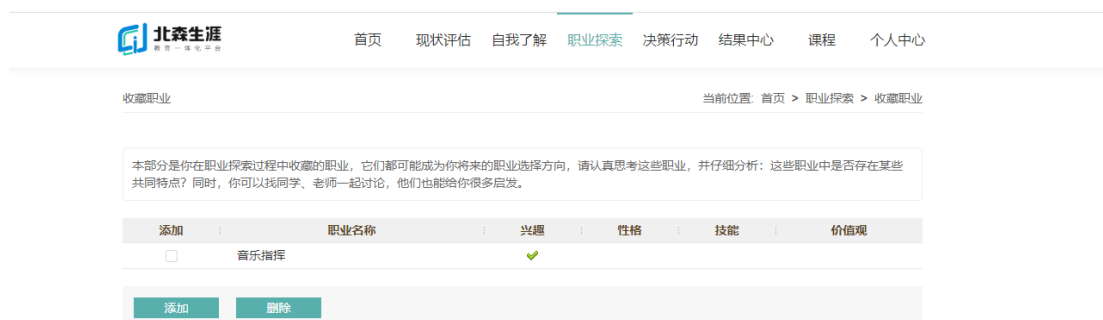 北森生涯
教育一体化平台
首页 现状评估 自我了解 职业探索 决策行动 结果中心 课程 个人中心
收藏职业 当前位置: 首页 > 职业探索 > 收藏职业
本部分是你在职业探索过程中收藏的职业，它们都可能成为你将来的职业选择方向，请认真思考这些职业，并仔细分析：这些职业中是否存在某些
共同特点？同时，你可以找同学、老师一起讨论，他们也能给你很多启发。
添加 职业名称 兴趣 性格 技能 价值观
音乐指挥
添加 删除